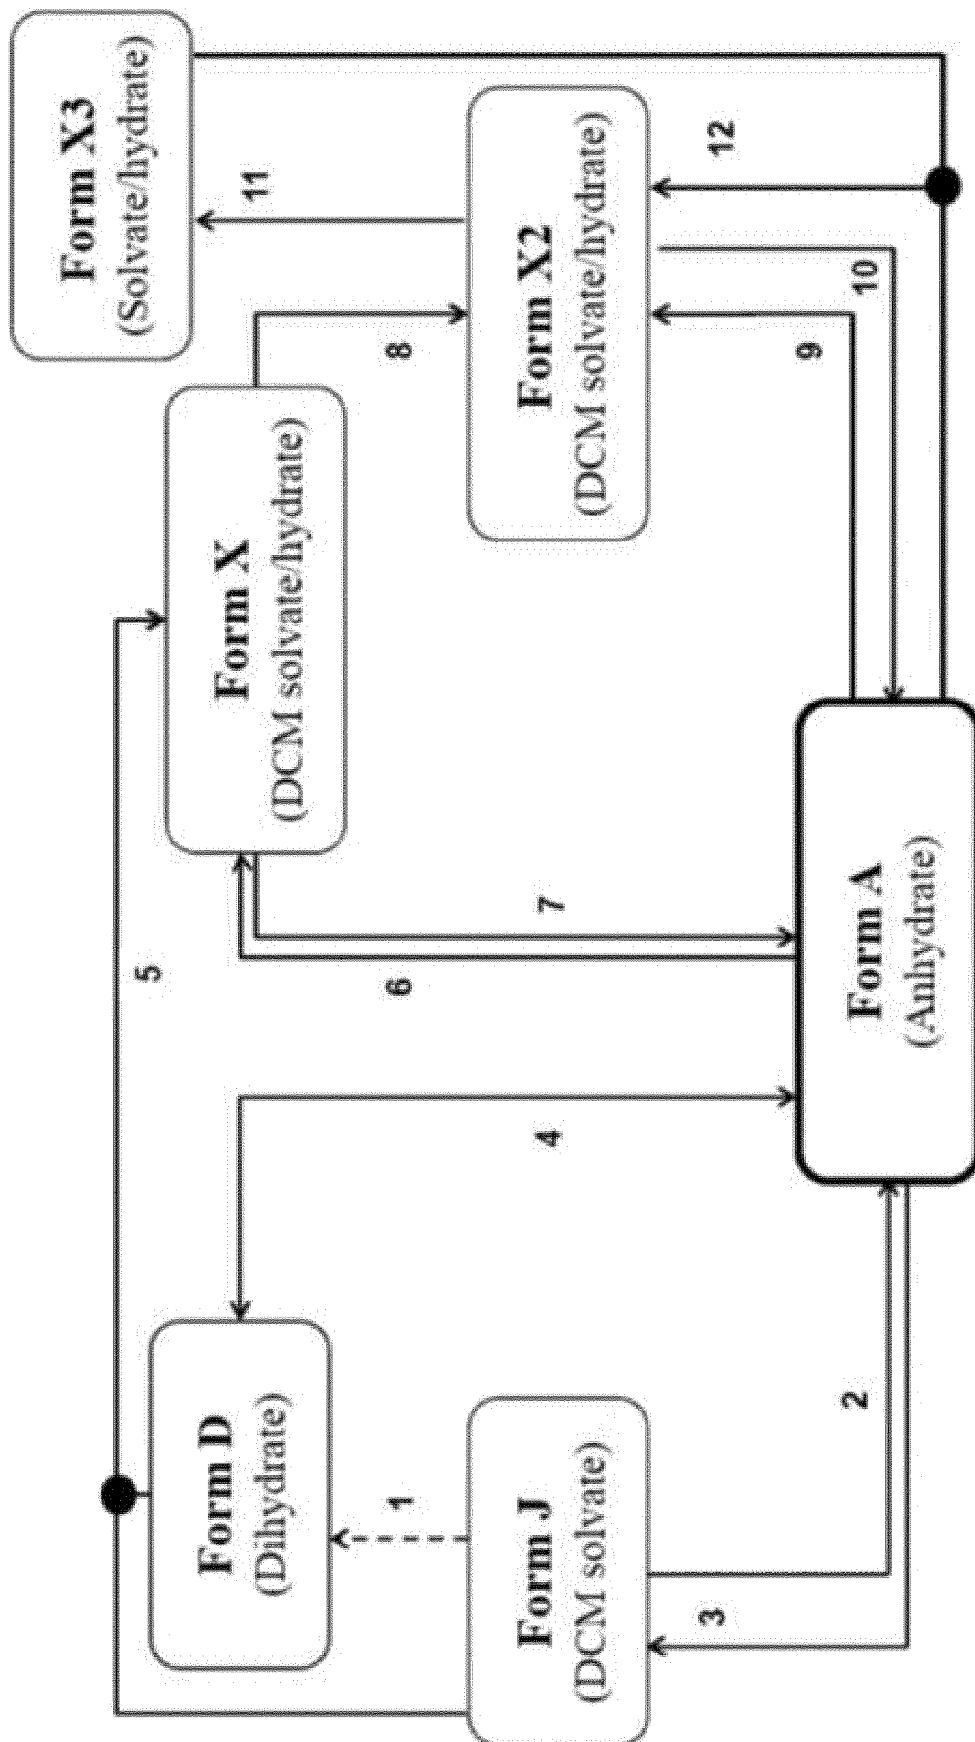 Form X3
(Solvate/hydrate)
5
11
Form D
(Dihydrate)
Form X
(DCM solvate/hydrate)
8
1
4
6
7
Form J
(DCM solvate)
Form X2
(DCM solvate/hydrate)
12
3
2
9
10
Form A
(Anhydrate)